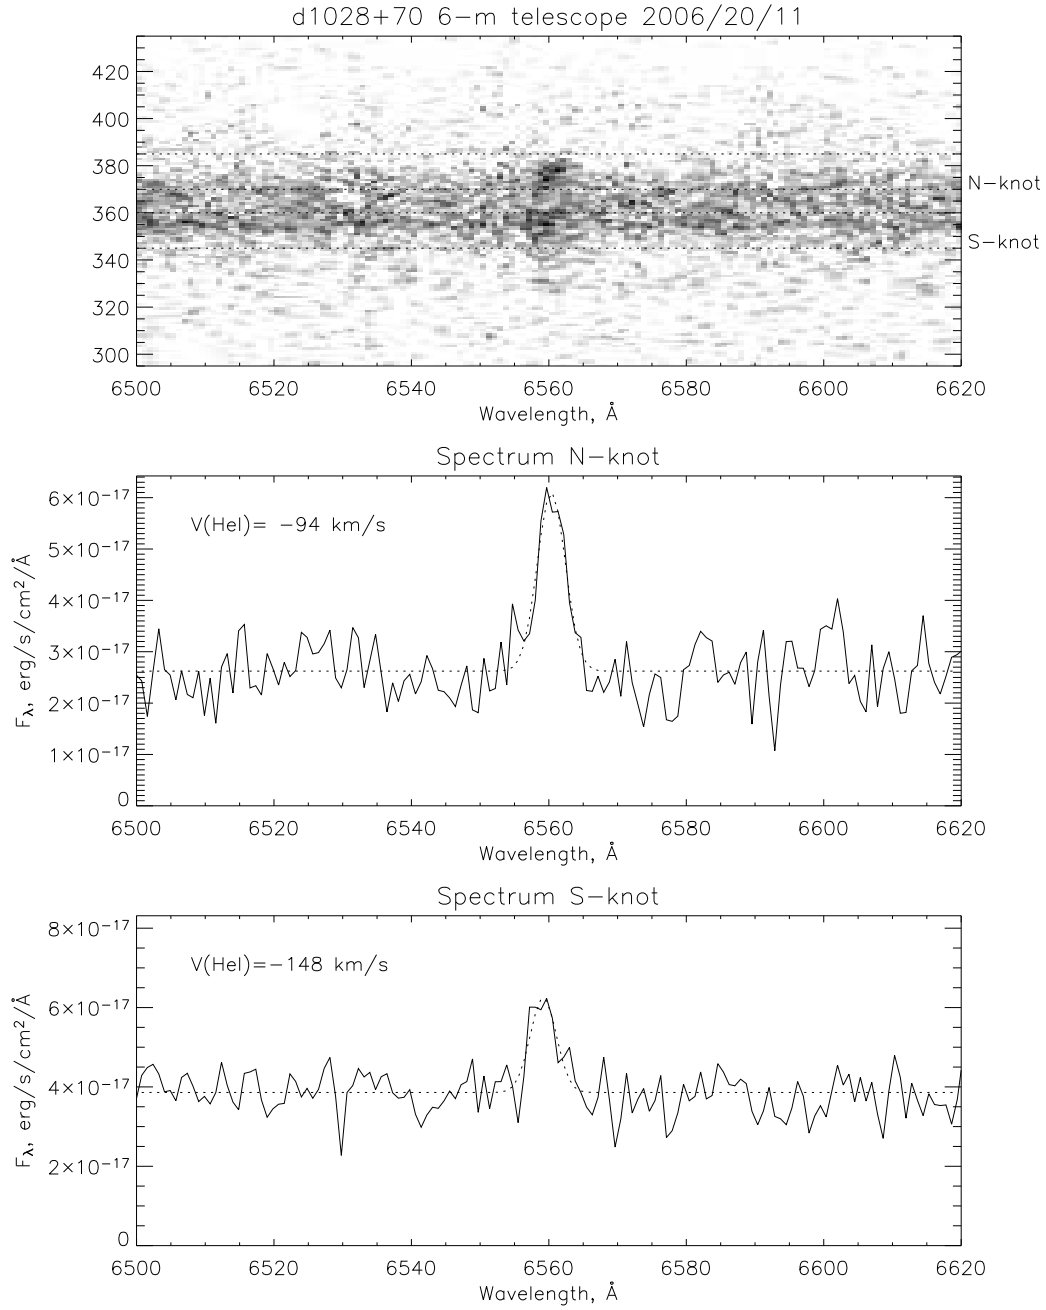 d1028+70 6-m telescope 2006/20/11
420
400
380
360
340
320
300
N-knot
S-knot
6500 6520 6540 6560 6580 6600 6620
Wavelength, Å
Spectrum N-knot
V(Hel)= -94 km/s
6×10⁻¹⁷
5×10⁻¹⁷
4×10⁻¹⁷
3×10⁻¹⁷
2×10⁻¹⁷
1×10⁻¹⁷
0
F_λ, erg/s/cm²/Å
6500 6520 6540 6560 6580 6600 6620
Wavelength, Å
Spectrum S-knot
V(Hel)=-148 km/s
8×10⁻¹⁷
6×10⁻¹⁷
4×10⁻¹⁷
2×10⁻¹⁷
0
F_λ, erg/s/cm²/Å
6500 6520 6540 6560 6580 6600 6620
Wavelength, Å